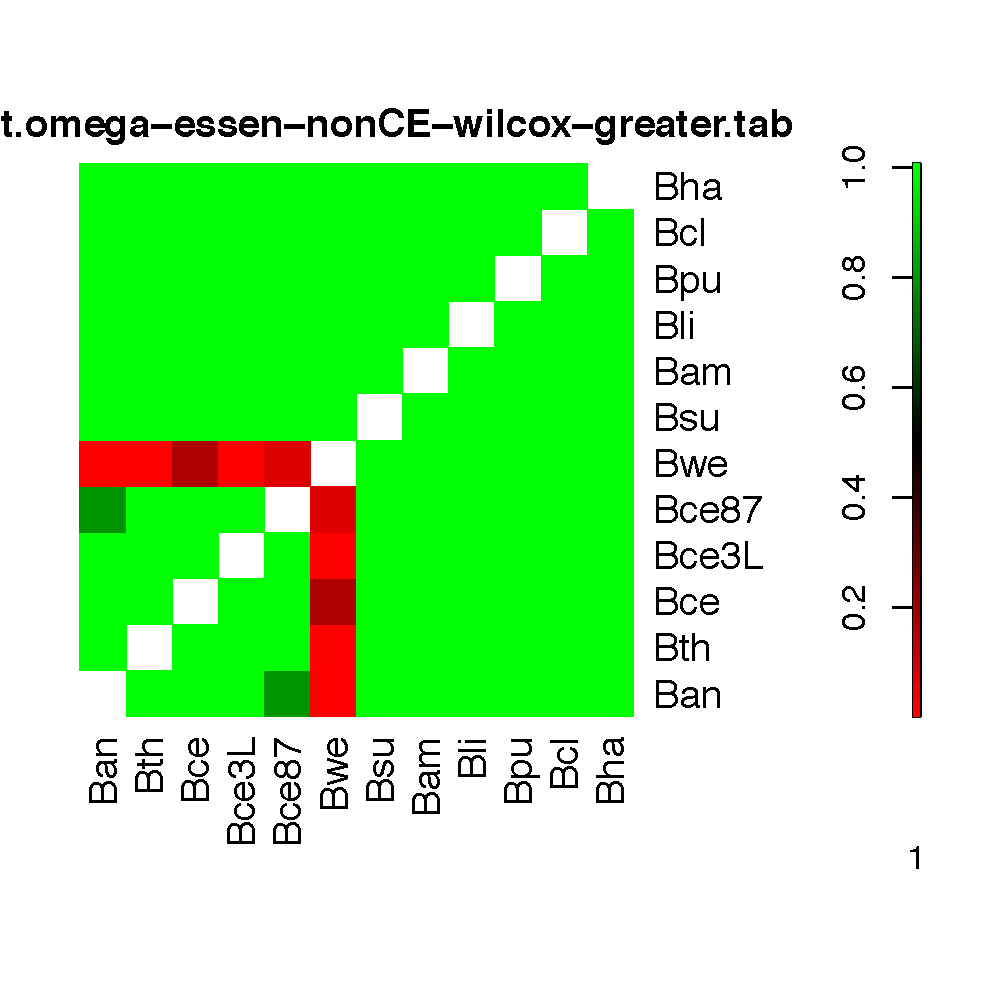 t.omega−essen−nonCE−wilcox−greater.tab
Bha
Bcl
Bpu
Bli
Bam
Bsu
Bwe
Bce87
Bce3L
Bce
Bth
Ban
Ban
Bth
Bce
Bce3L
Bce87
Bwe
Bsu
Bam
Bli
Bpu
Bcl
Bha
1.0
0.8
0.6
0.4
0.2
1